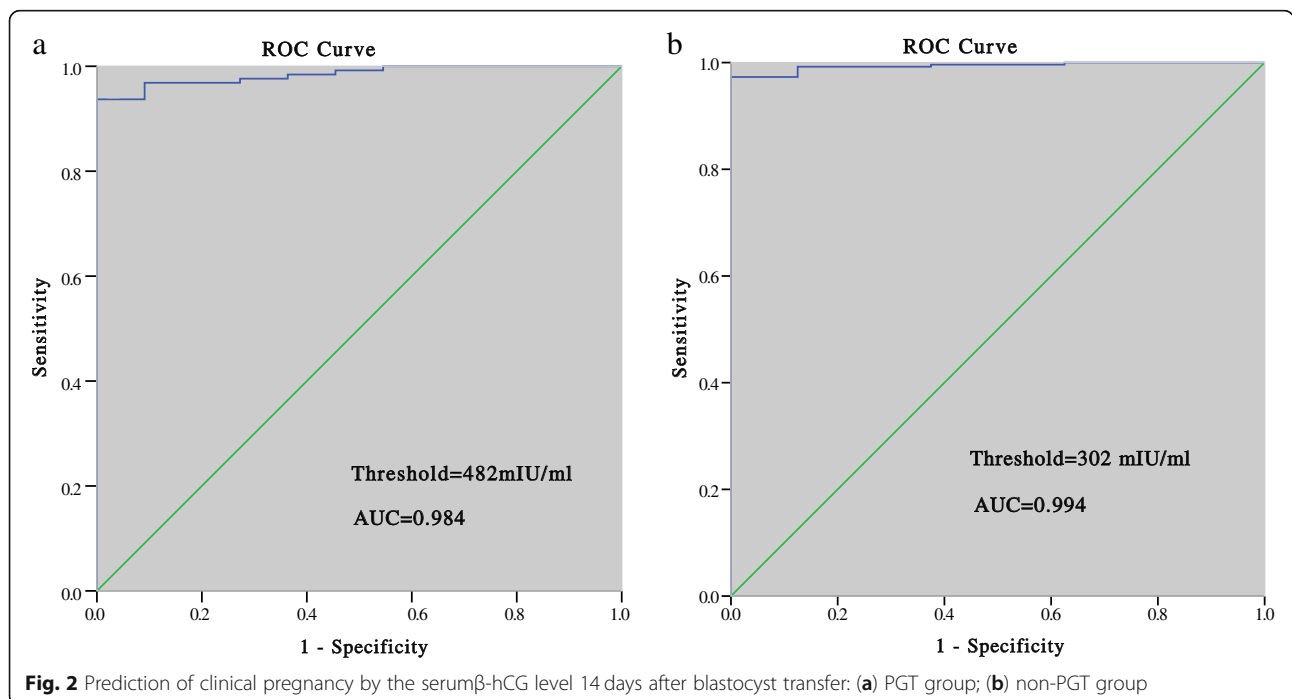 a
ROC Curve
1.0
0.8
0.6
0.4
0.2
0.0
Sensitivity
Threshold=482mIU/ml
AUC=0.984
0.0 0.2 0.4 0.6 0.8 1.0
1 - Specificity
b
ROC Curve
1.0
0.8
0.6
0.4
0.2
0.0
Sensitivity
Threshold=302 mIU/ml
AUC=0.994
0.0 0.2 0.4 0.6 0.8 1.0
1 - Specificity
Fig. 2 Prediction of clinical pregnancy by the serumβ-hCG level 14 days after blastocyst transfer: (a) PGT group; (b) non-PGT group